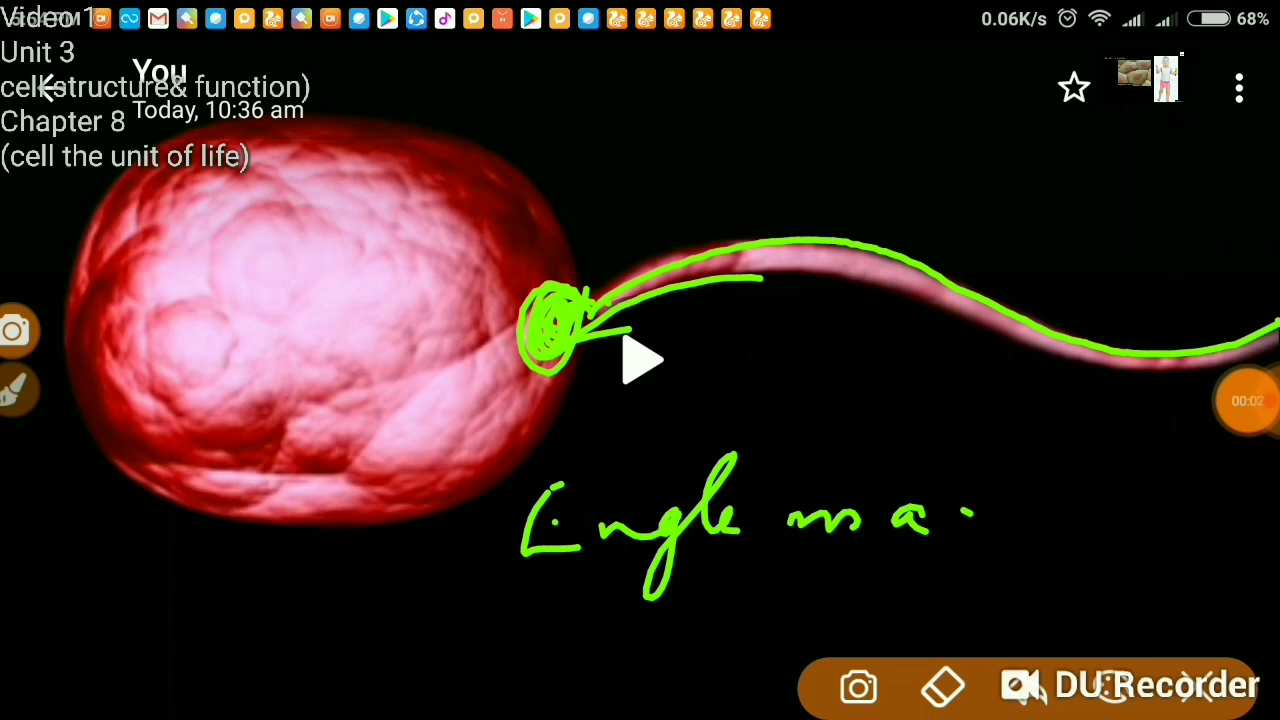 Video 1
Unit 3
cell structure& function)
Chapter 8
(cell the unit of life)
0.06K/s
68%
You
Today, 10:36 am
00:02
DU Recorder